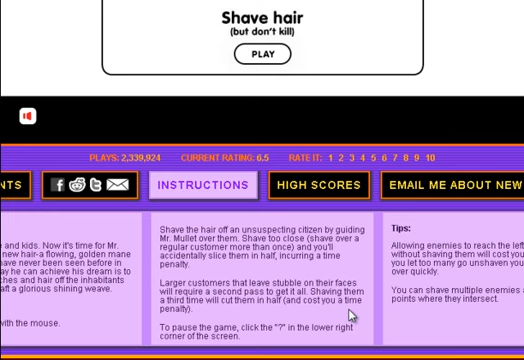 Shave hair
(but don't kill)
PLAY
PLAYS: 2,339,924 CURRENT RATING: 6.5 RATE IT: 1 2 3 4 5 6 7 8 9 10
NTS
INSTRUCTIONS
HIGH SCORES
EMAIL ME ABOUT NEW
and kids. Now it's time for Mr.
new hair-a flowing, golden mane
have never been seen before in
ay he can achieve his dream is to
ches and hair off the inhabitants
aft a glorious shining weave.
with the mouse.
Shave the hair off an unsuspecting citizen by guiding
Mr. Mullet over them. Shave too close (shave over a
regular customer more than once) and you'll
accidentally slice them in half, incurring a time
penalty.
Larger customers that leave stubble on their faces
will require a second pass to get it all. Shaving them
a third time will cut them in half (and cost you a time
penalty).
To pause the game, click the "?" in the lower right
corner of the screen.
Tips:
Allowing enemies to reach the left
without shaving them will cost you
you let too many go unshaven you
over quickly.
You can shave multiple enemies a
points where they intersect.